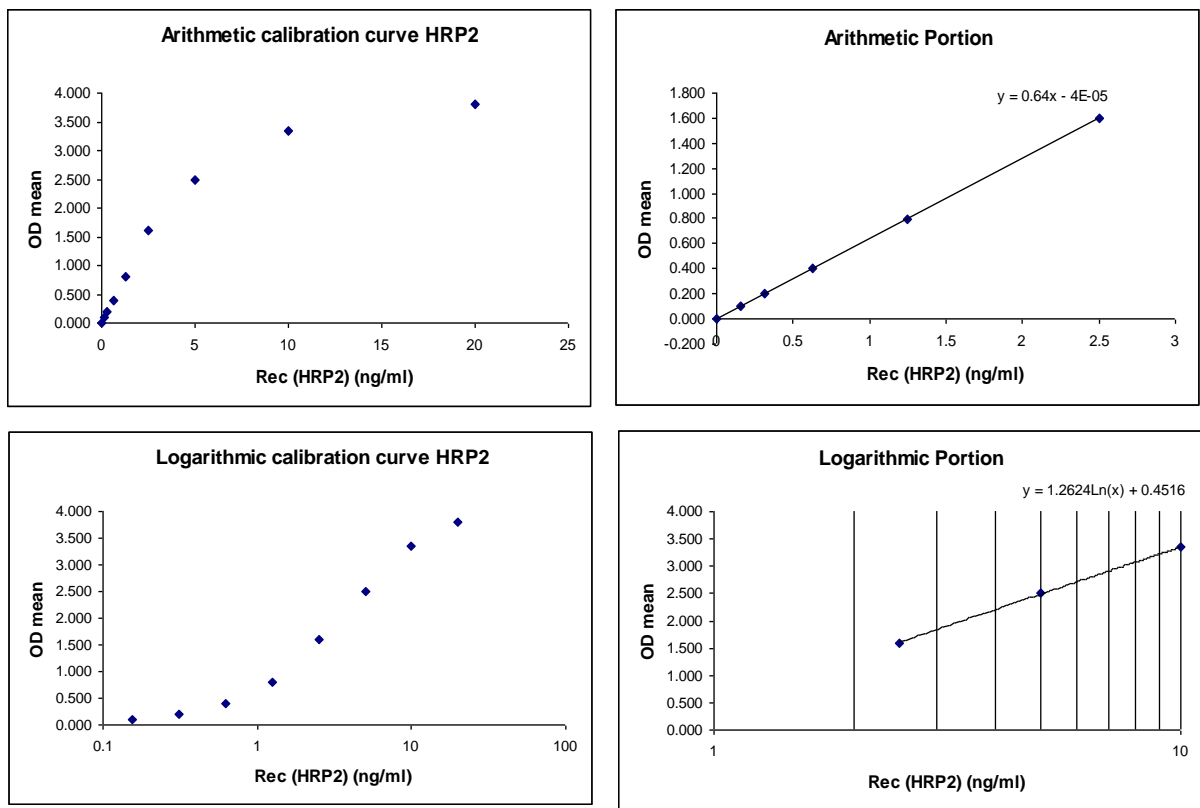 Arithmetic calibration curve HRP2
4.000
3.500
3.000
2.500
2.000
1.500
1.000
0.500
0.000
OD mean
0 5 10 15 20 25
Rec (HRP2) (ng/ml)
Arithmetic Portion
y = 0.64x - 4E-05
1.800
1.600
1.400
1.200
1.000
0.800
0.600
0.400
0.200
0.000
-0.200
OD mean
0 0.5 1 1.5 2 2.5 3
Rec (HRP2) (ng/ml)
Logarithmic calibration curve HRP2
4.000
3.500
3.000
2.500
2.000
1.500
1.000
0.500
0.000
OD mean
0.1 1 10 100
Rec (HRP2) (ng/ml)
Logarithmic Portion
y = 1.2624Ln(x) + 0.4516
4.000
3.500
3.000
2.500
2.000
1.500
1.000
0.500
0.000
OD mean
1 10
Rec (HRP2) (ng/ml)